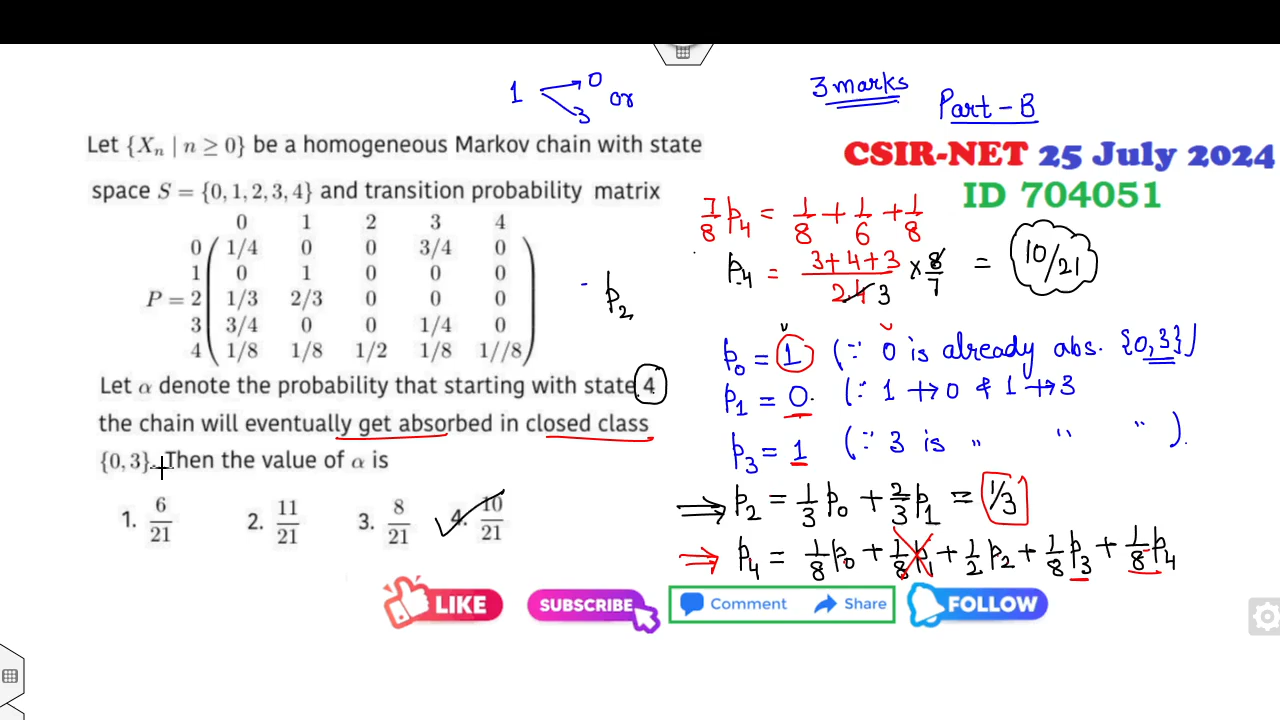 1 → 0 or
3
3 marks
Part-B
CSIR-NET 25 July 2024
ID 704051
Let {Xₙ | n ≥ 0} be a homogeneous Markov chain with state
space S = {0, 1, 2, 3, 4} and transition probability matrix
0 1 2 3 4
0 1/4 0 0 3/4 0
1 0 1 0 0 0
P = 2 1/3 2/3 0 0 0
3 3/4 0 0 1/4 0
4 1/8 1/8 1/2 1/8 1//8
Let α denote the probability that starting with state 4
the chain will eventually get absorbed in closed class
{0, 3}. Then the value of α is
1. 6/21 2. 11/21 3. 8/21 4. 10/21
p₂
7/8 p₄ = 1/8 + 1/6 + 1/8
p₄ = 3+4+3/24 3 × 8/7 = 10/21
p₀ = 1 (∵ 0 is already abs. {0,3})
p₁ = 0. (∵ 1 ↛ 0 & 1 ↛ 3
p₃ = 1 (∵ 3 is " " " ).
⇒ p₂ = 1/3 p₀ + 2/3 p₁ = 1/3
⇒ p₄ = 1/8 p₀ + 1/8 p₁ + 1/2 p₂ + 1/8 p₃ + 1/8 p₄
LIKE SUBSCRIBE Comment Share FOLLOW